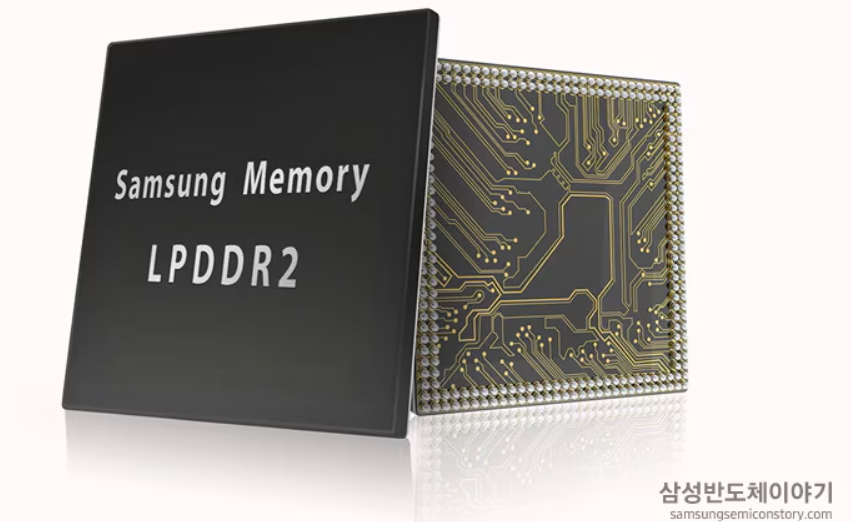 Samsung Memory
LPDDR2
삼성반도체이야기
samsungsemiconstory.com